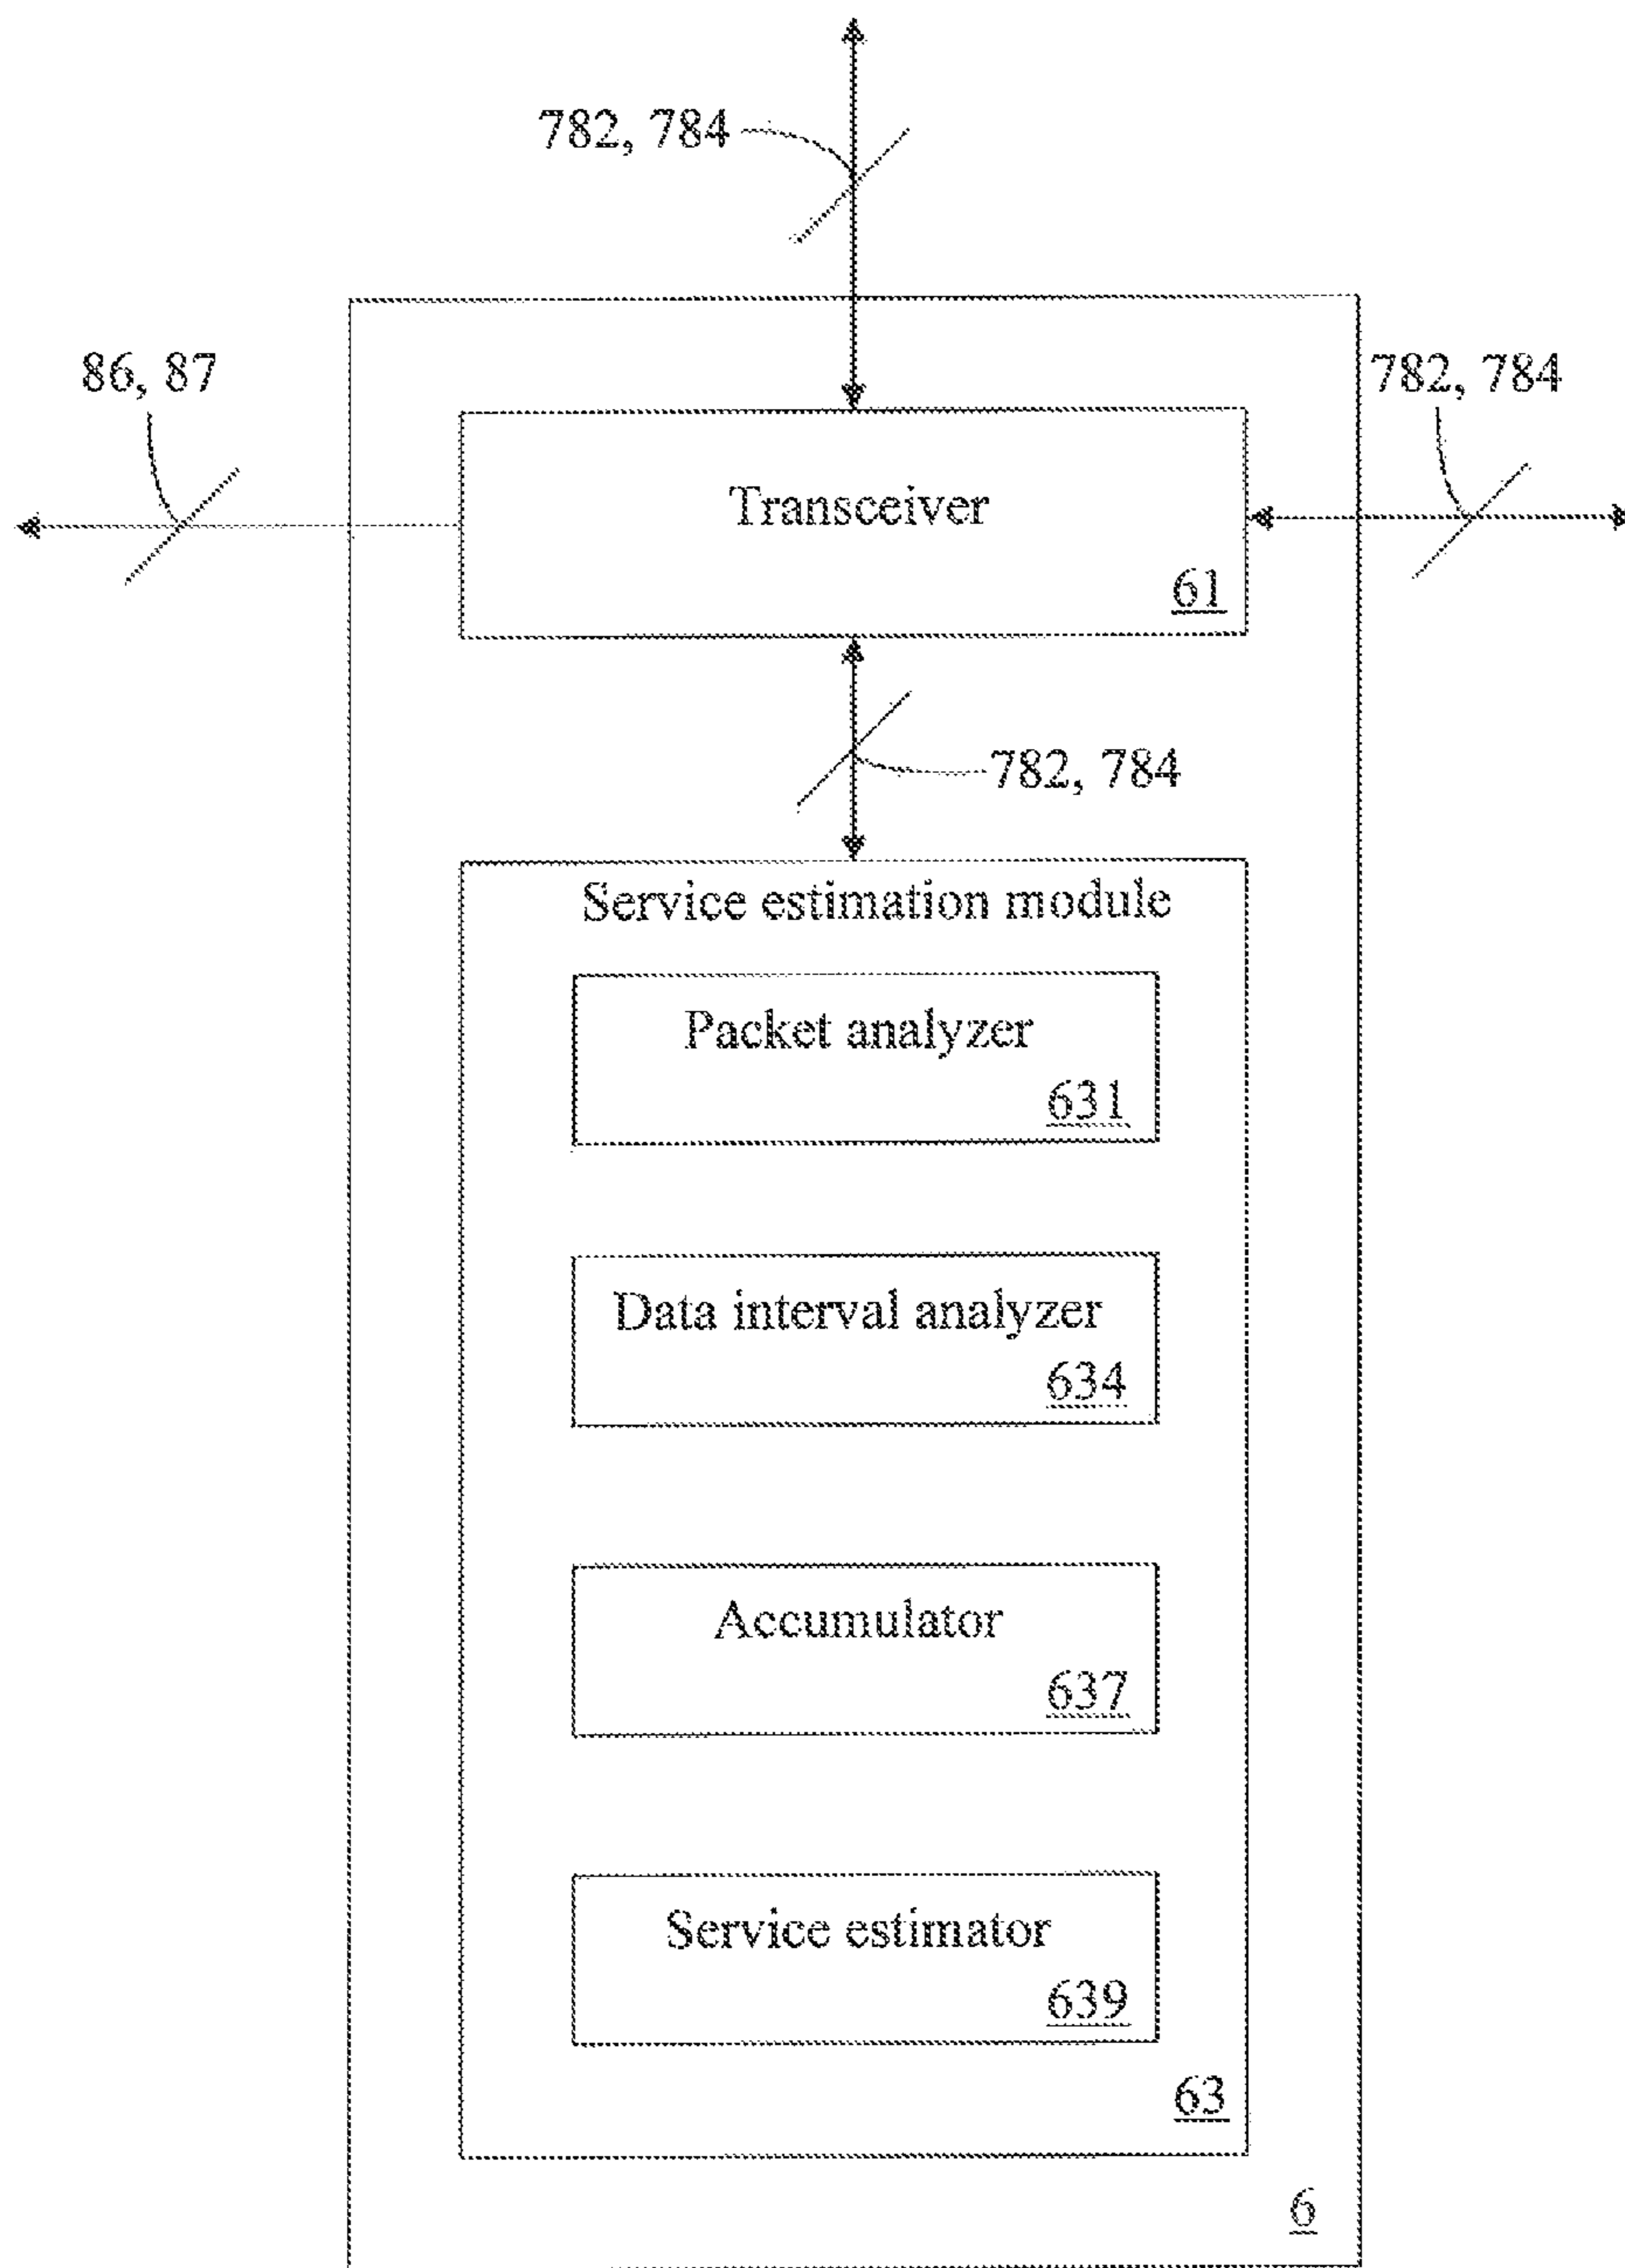 782, 784
86, 87
782, 784
Transceiver
61
782, 784
Service estimation module
Packet analyzer
631
Data interval analyzer
634
Accumulator
637
Service estimator
639
63
6